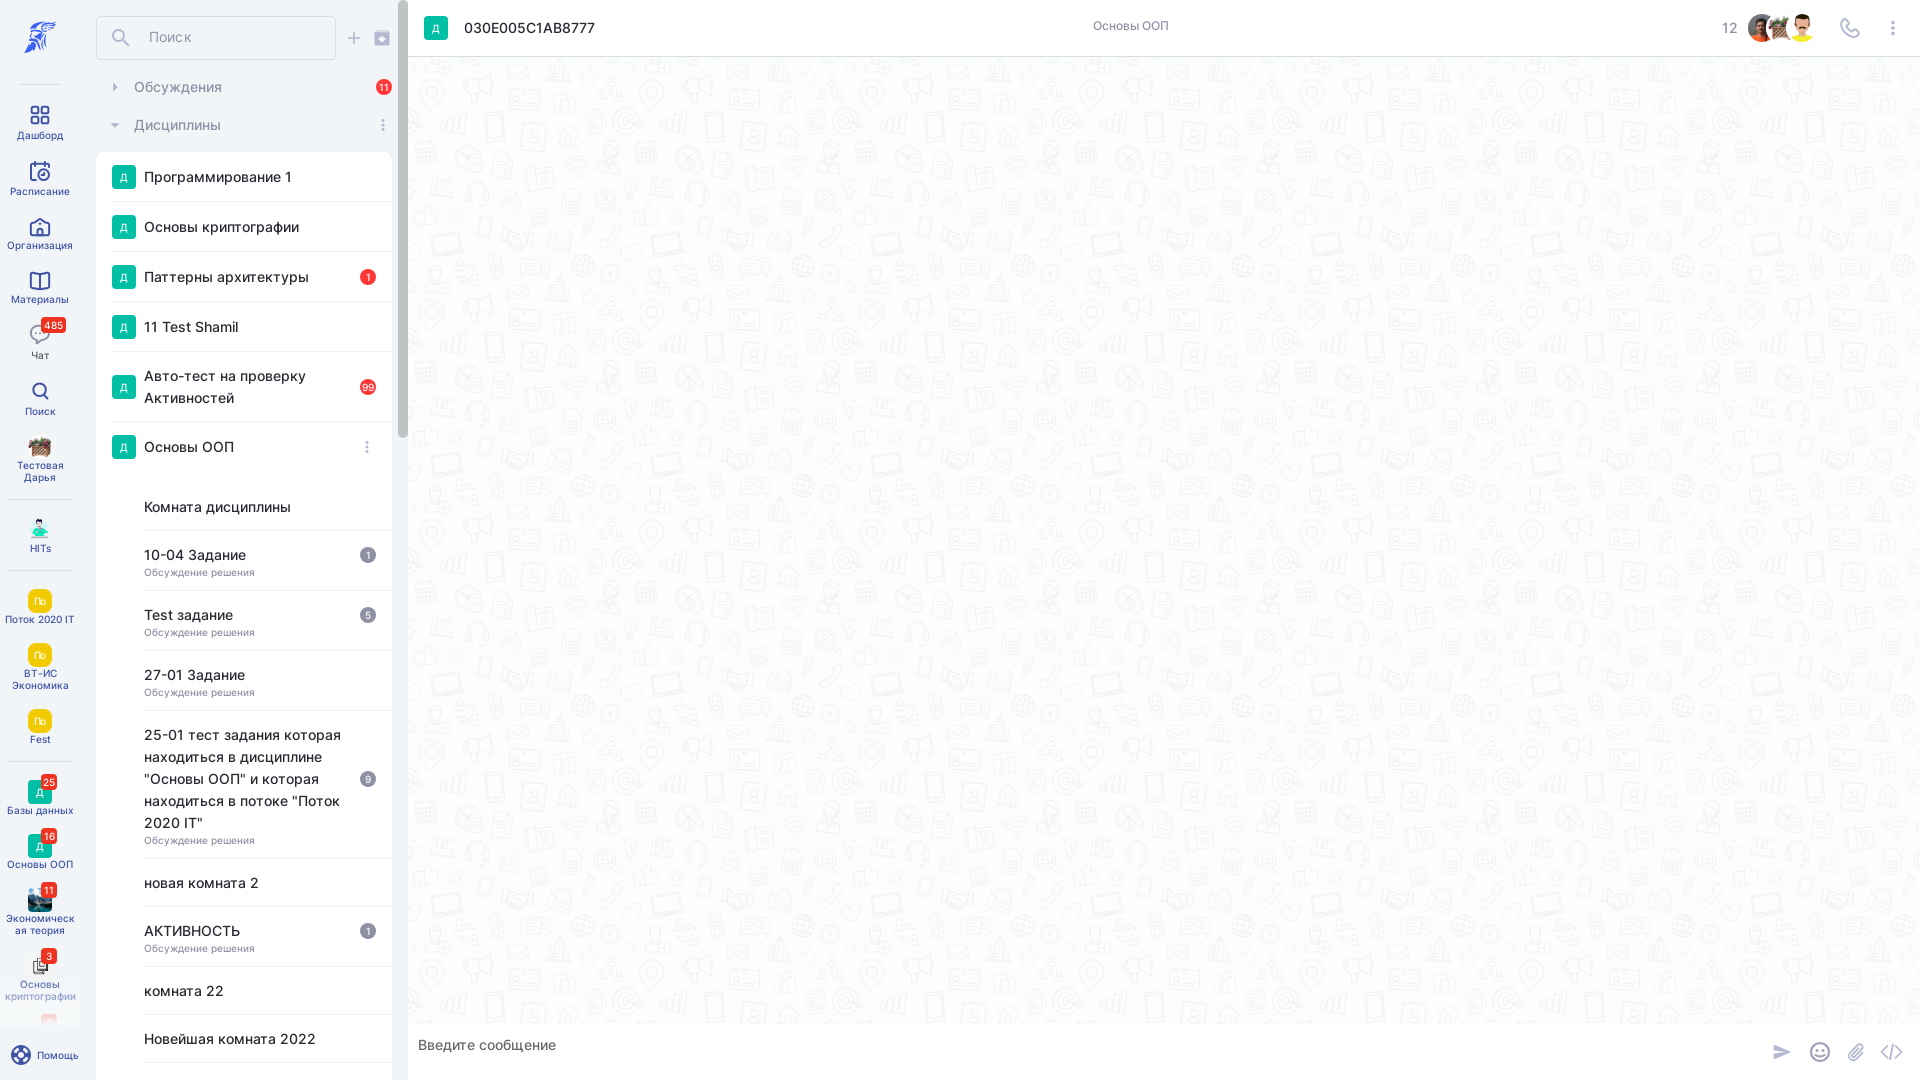 Дашборд
Расписание
Организация
Материалы
485
Чат
Поиск
Тестовая
Дарья
HITs
По
Поток 2020 IT
По
ВТ-ИС
Экономика
По
Fest
25
Д
Базы данных
16
Д
Основы ООП
11
Экономическ
ая теория
3
Основы
криптографии
Помощь
Поиск
Обсуждения
11
Дисциплины
Д
Программирование 1
Д
Основы криптографии
Д
Паттерны архитектуры
1
Д
11 Test Shamil
Д
Авто-тест на проверку
Активностей
99
Д
Основы ООП
Комната дисциплины
10-04 Задание
1
Обсуждение решения
Test задание
5
Обсуждение решения
27-01 Задание
Обсуждение решения
25-01 тест задания которая
находиться в дисциплине
"Основы ООП" и которая
находиться в потоке "Поток
2020 IT"
9
Обсуждение решения
новая комната 2
АКТИВНОСТЬ
1
Обсуждение решения
комната 22
Новейшая комната 2022
Д
030E005C1AB8777
Основы ООП
12
Введите сообщение